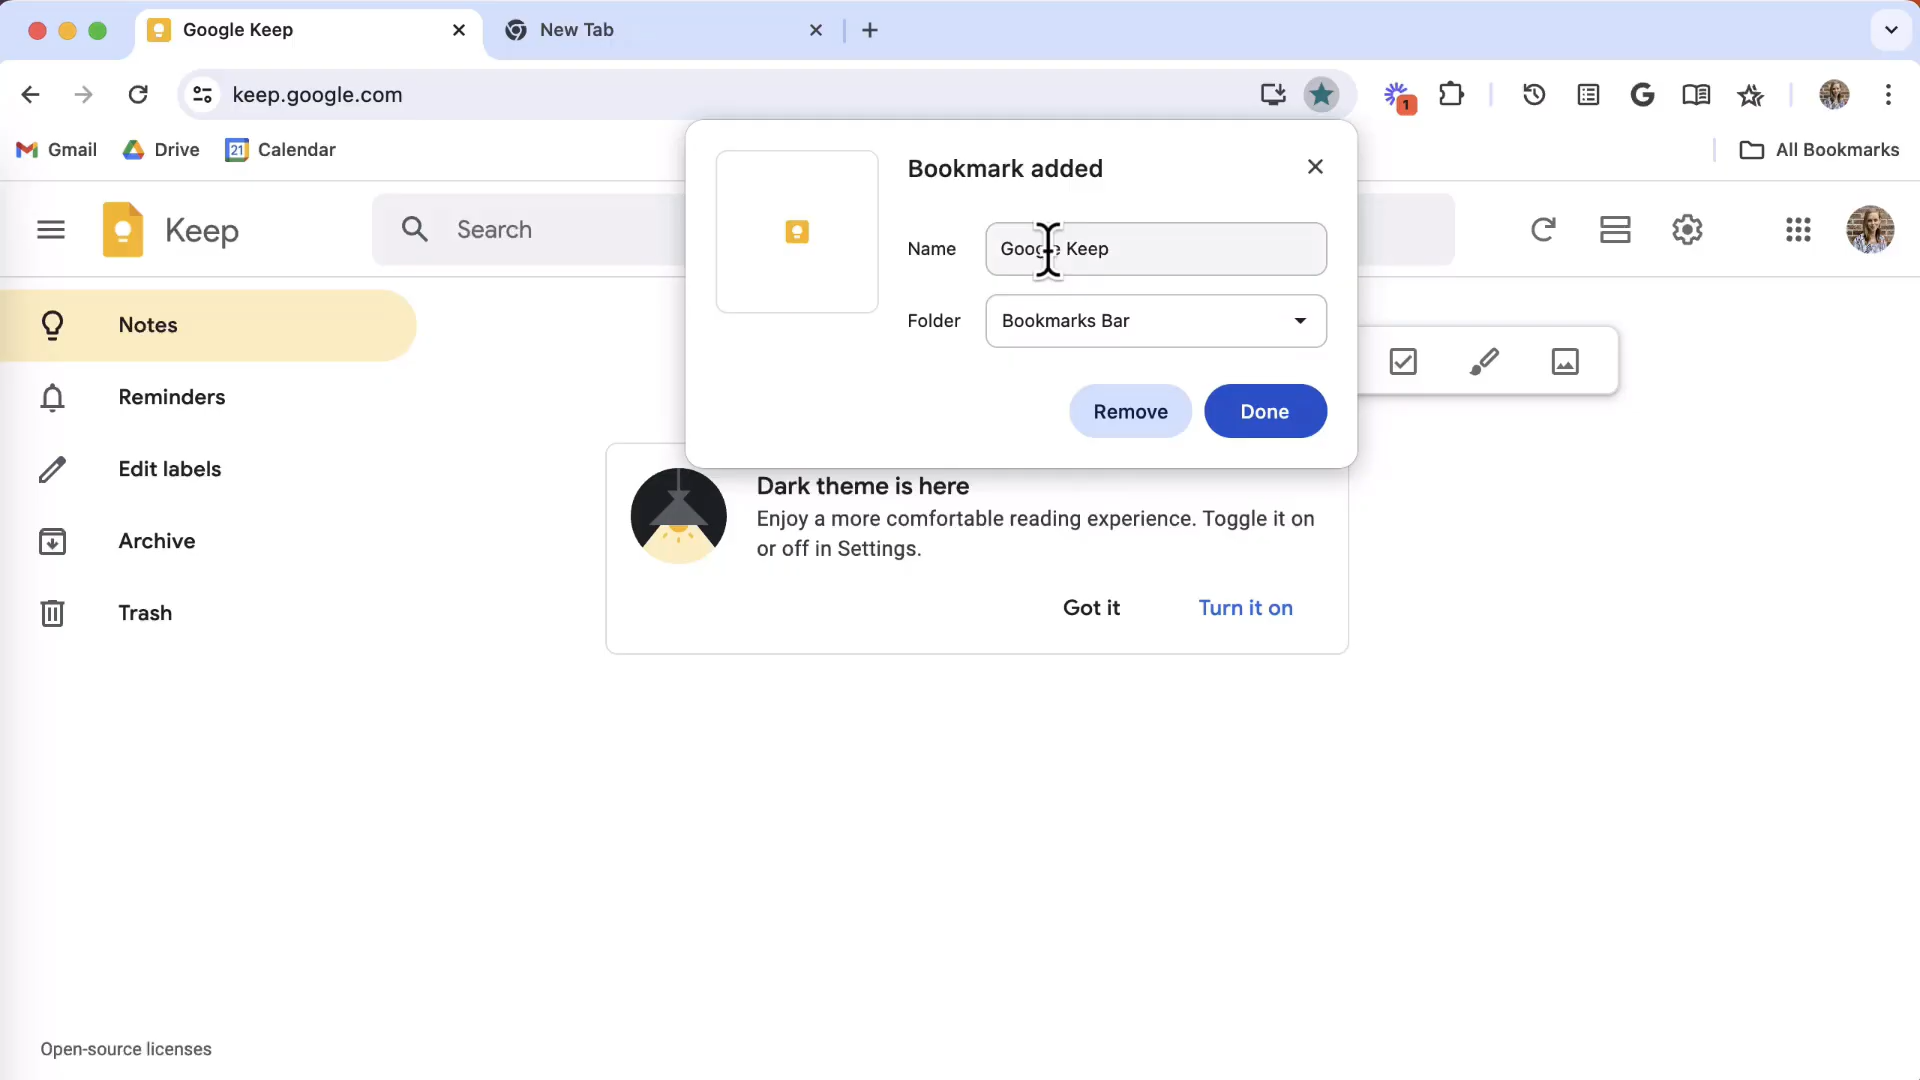 Google Keep
New Tab
keep.google.com
1
Gmail
Drive
21
Calendar
All Bookmarks
Keep
Search
Bookmark added
Name
Google Keep
Folder
Bookmarks Bar
Remove
Done
Notes
Reminders
Edit labels
Archive
Trash
Dark theme is here
Enjoy a more comfortable reading experience. Toggle it on
or off in Settings.
Got it
Turn it on
Open-source licenses